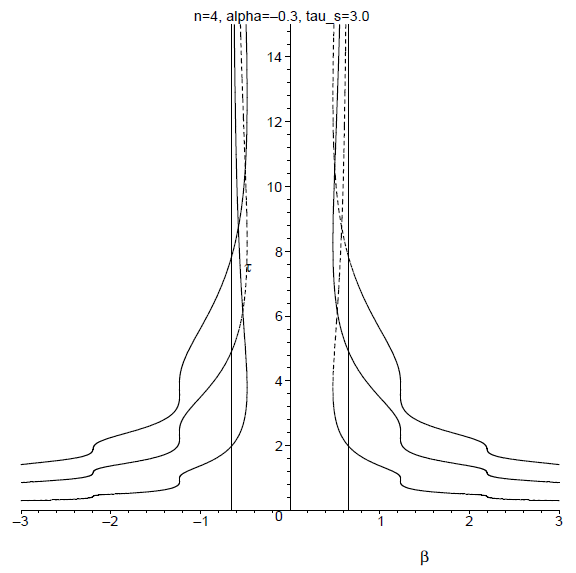 n=4, alpha=–0.3, tau_s=3.0
14
12
10
8
τ
6
4
2
0
–3 –2 –1 1 2 3
β